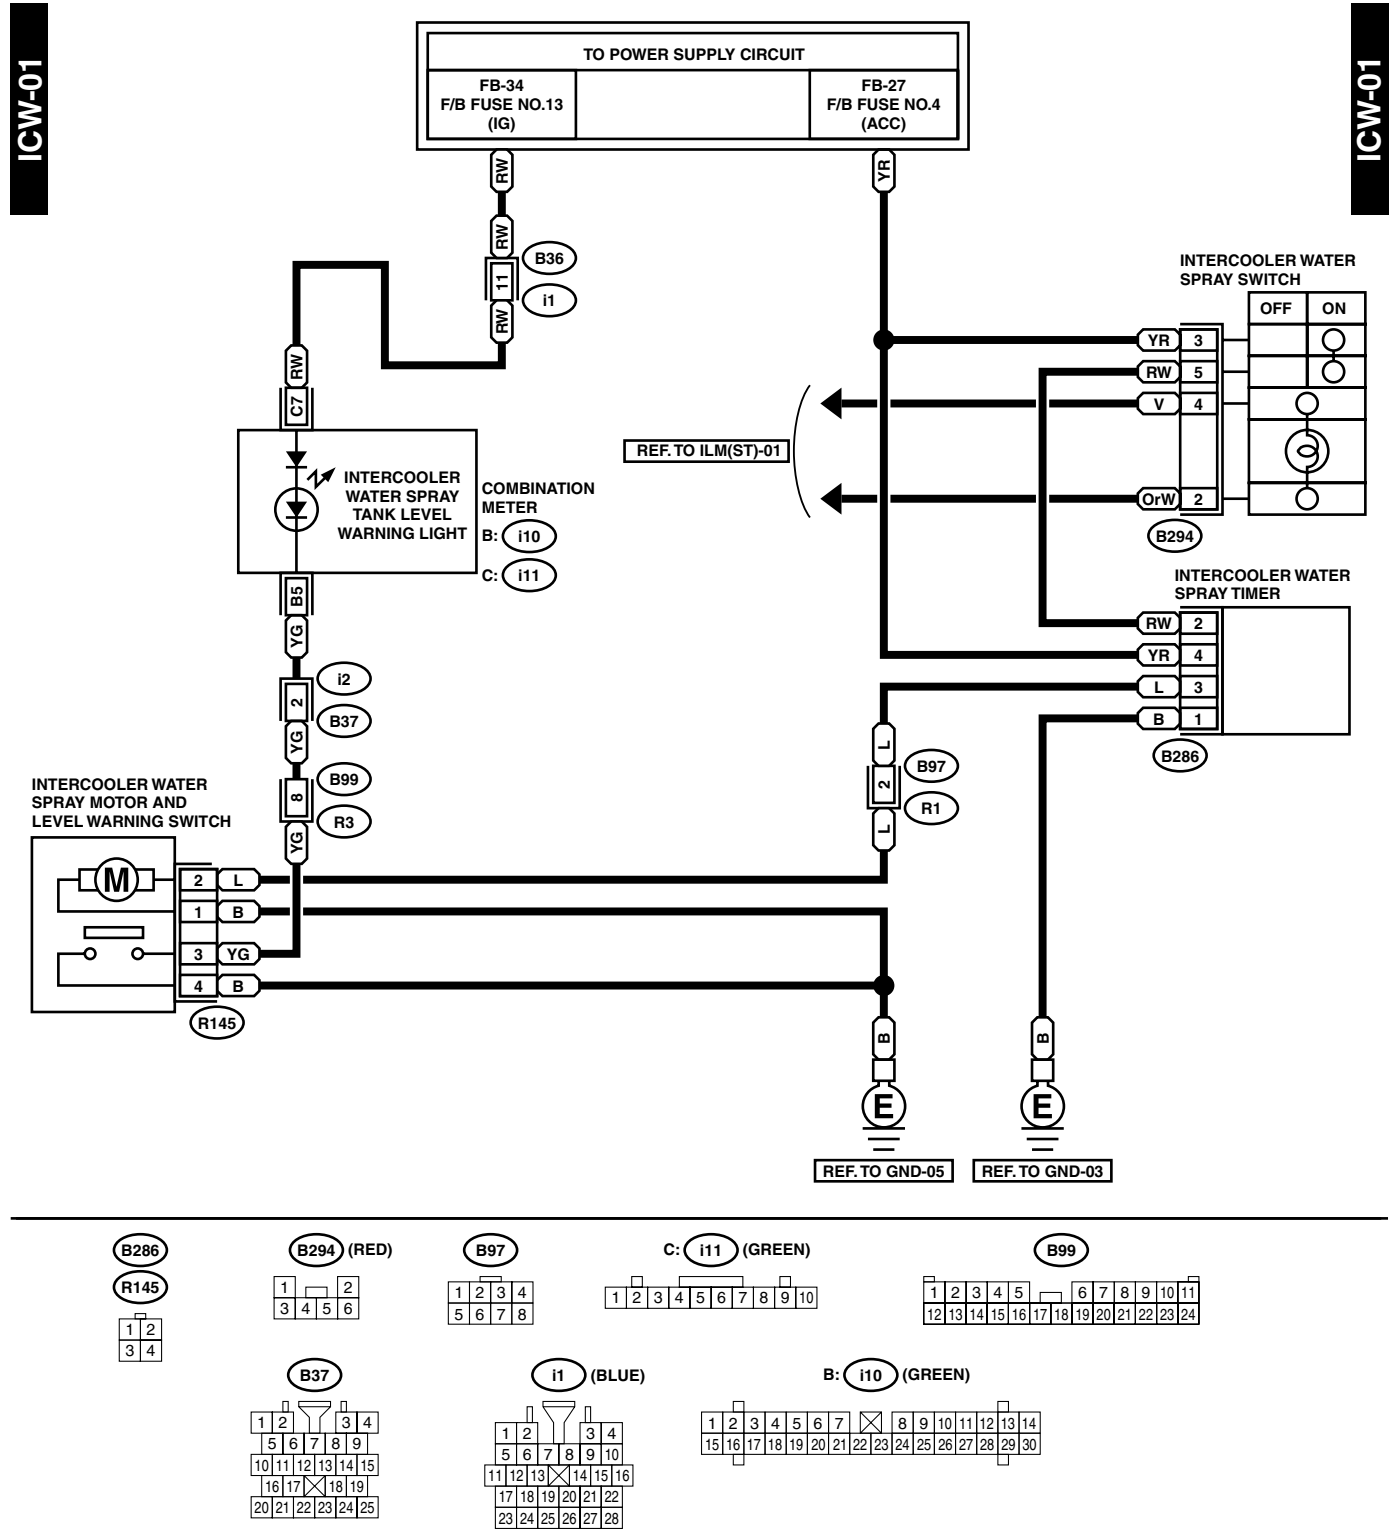 ICW-01
ICW-01
TO POWER SUPPLY CIRCUIT
FB-34
F/B FUSE NO.13
(IG)
FB-27
F/B FUSE NO.4
(ACC)
RW
YR
RW
B36
11
i1
RW
INTERCOOLER WATER
SPRAY SWITCH
OFF ON
YR 3
RW 5
V 4
OrW 2
B294
REF. TO ILM(ST)-01
RW
C7
INTERCOOLER
WATER SPRAY
TANK LEVEL
WARNING LIGHT
COMBINATION
METER
B: i10
C: i11
B5
YG
i2
2
B37
YG
B99
8
R3
YG
INTERCOOLER WATER
SPRAY TIMER
RW 2
YR 4
L 3
B 1
B286
L
B97
2
R1
L
INTERCOOLER WATER
SPRAY MOTOR AND
LEVEL WARNING SWITCH
M
2 L
1 B
3 YG
4 B
R145
B
B
E
E
REF. TO GND-05
REF. TO GND-03
B286
R145
1 2
3 4
B294 (RED)
1 2
3 4 5 6
B97
1 2 3 4
5 6 7 8
C: i11 (GREEN)
1 2 3 4 5 6 7 8 9 10
B99
1 2 3 4 5 6 7 8 9 10 11
12 13 14 15 16 17 18 19 20 21 22 23 24
B37
1 2 3 4
5 6 7 8 9
10 11 12 13 14 15
16 17 18 19
20 21 22 23 24 25
i1 (BLUE)
1 2 3 4
5 6 7 8 9 10
11 12 13 14 15 16
17 18 19 20 21 22
23 24 25 26 27 28
B: i10 (GREEN)
1 2 3 4 5 6 7 8 9 10 11 12 13 14
15 16 17 18 19 20 21 22 23 24 25 26 27 28 29 30